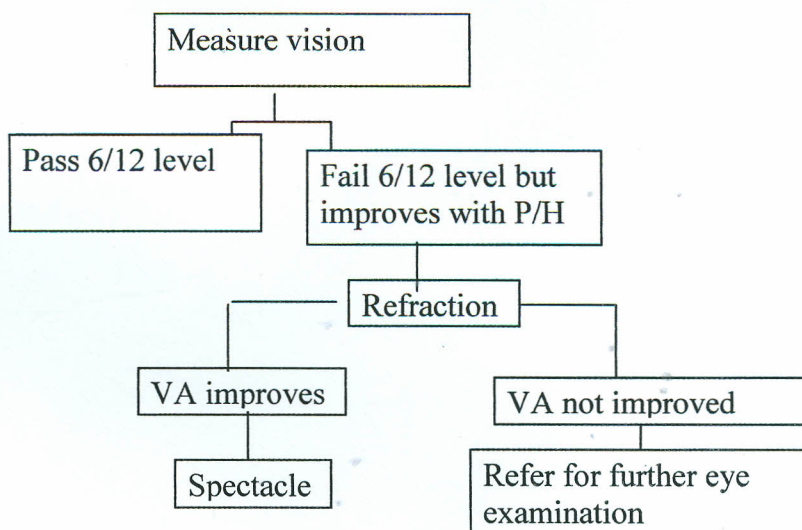 Measure vision
Pass 6/12 level
Fail 6/12 level but
improves with P/H
Refraction
VA improves
VA not improved
Spectacle
Refer for further eye
examination